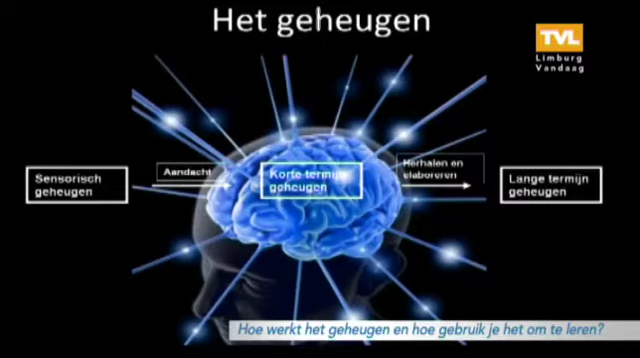 Het geheugen
TVL
Limburg
Vandaag
Sensorisch
geheugen
Aandacht
Korte termijn
geheugen
Herhalen en
elaboreren
Lange termijn
geheugen
Hoe werkt het geheugen en hoe gebruik je het om te leren?